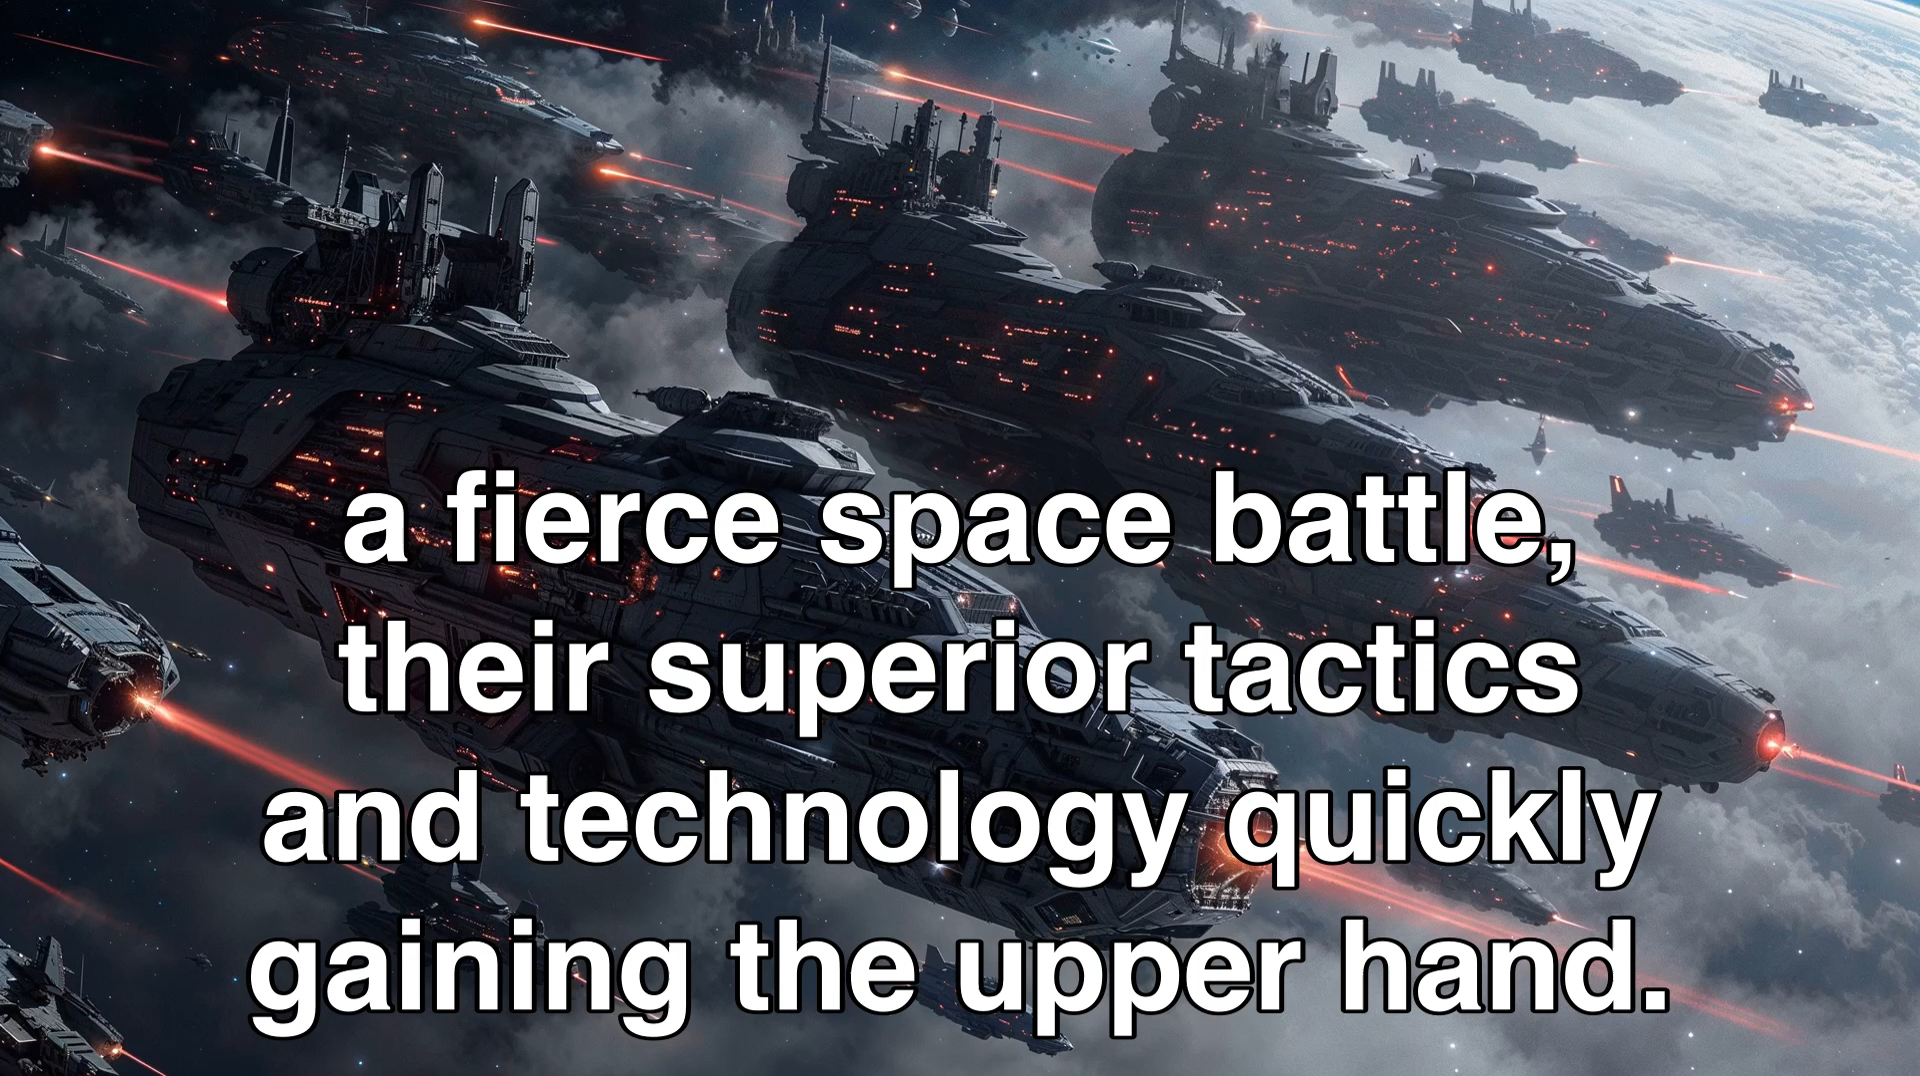 a fierce space battle,
their superior tactics
and technology quickly
gaining the upper hand.